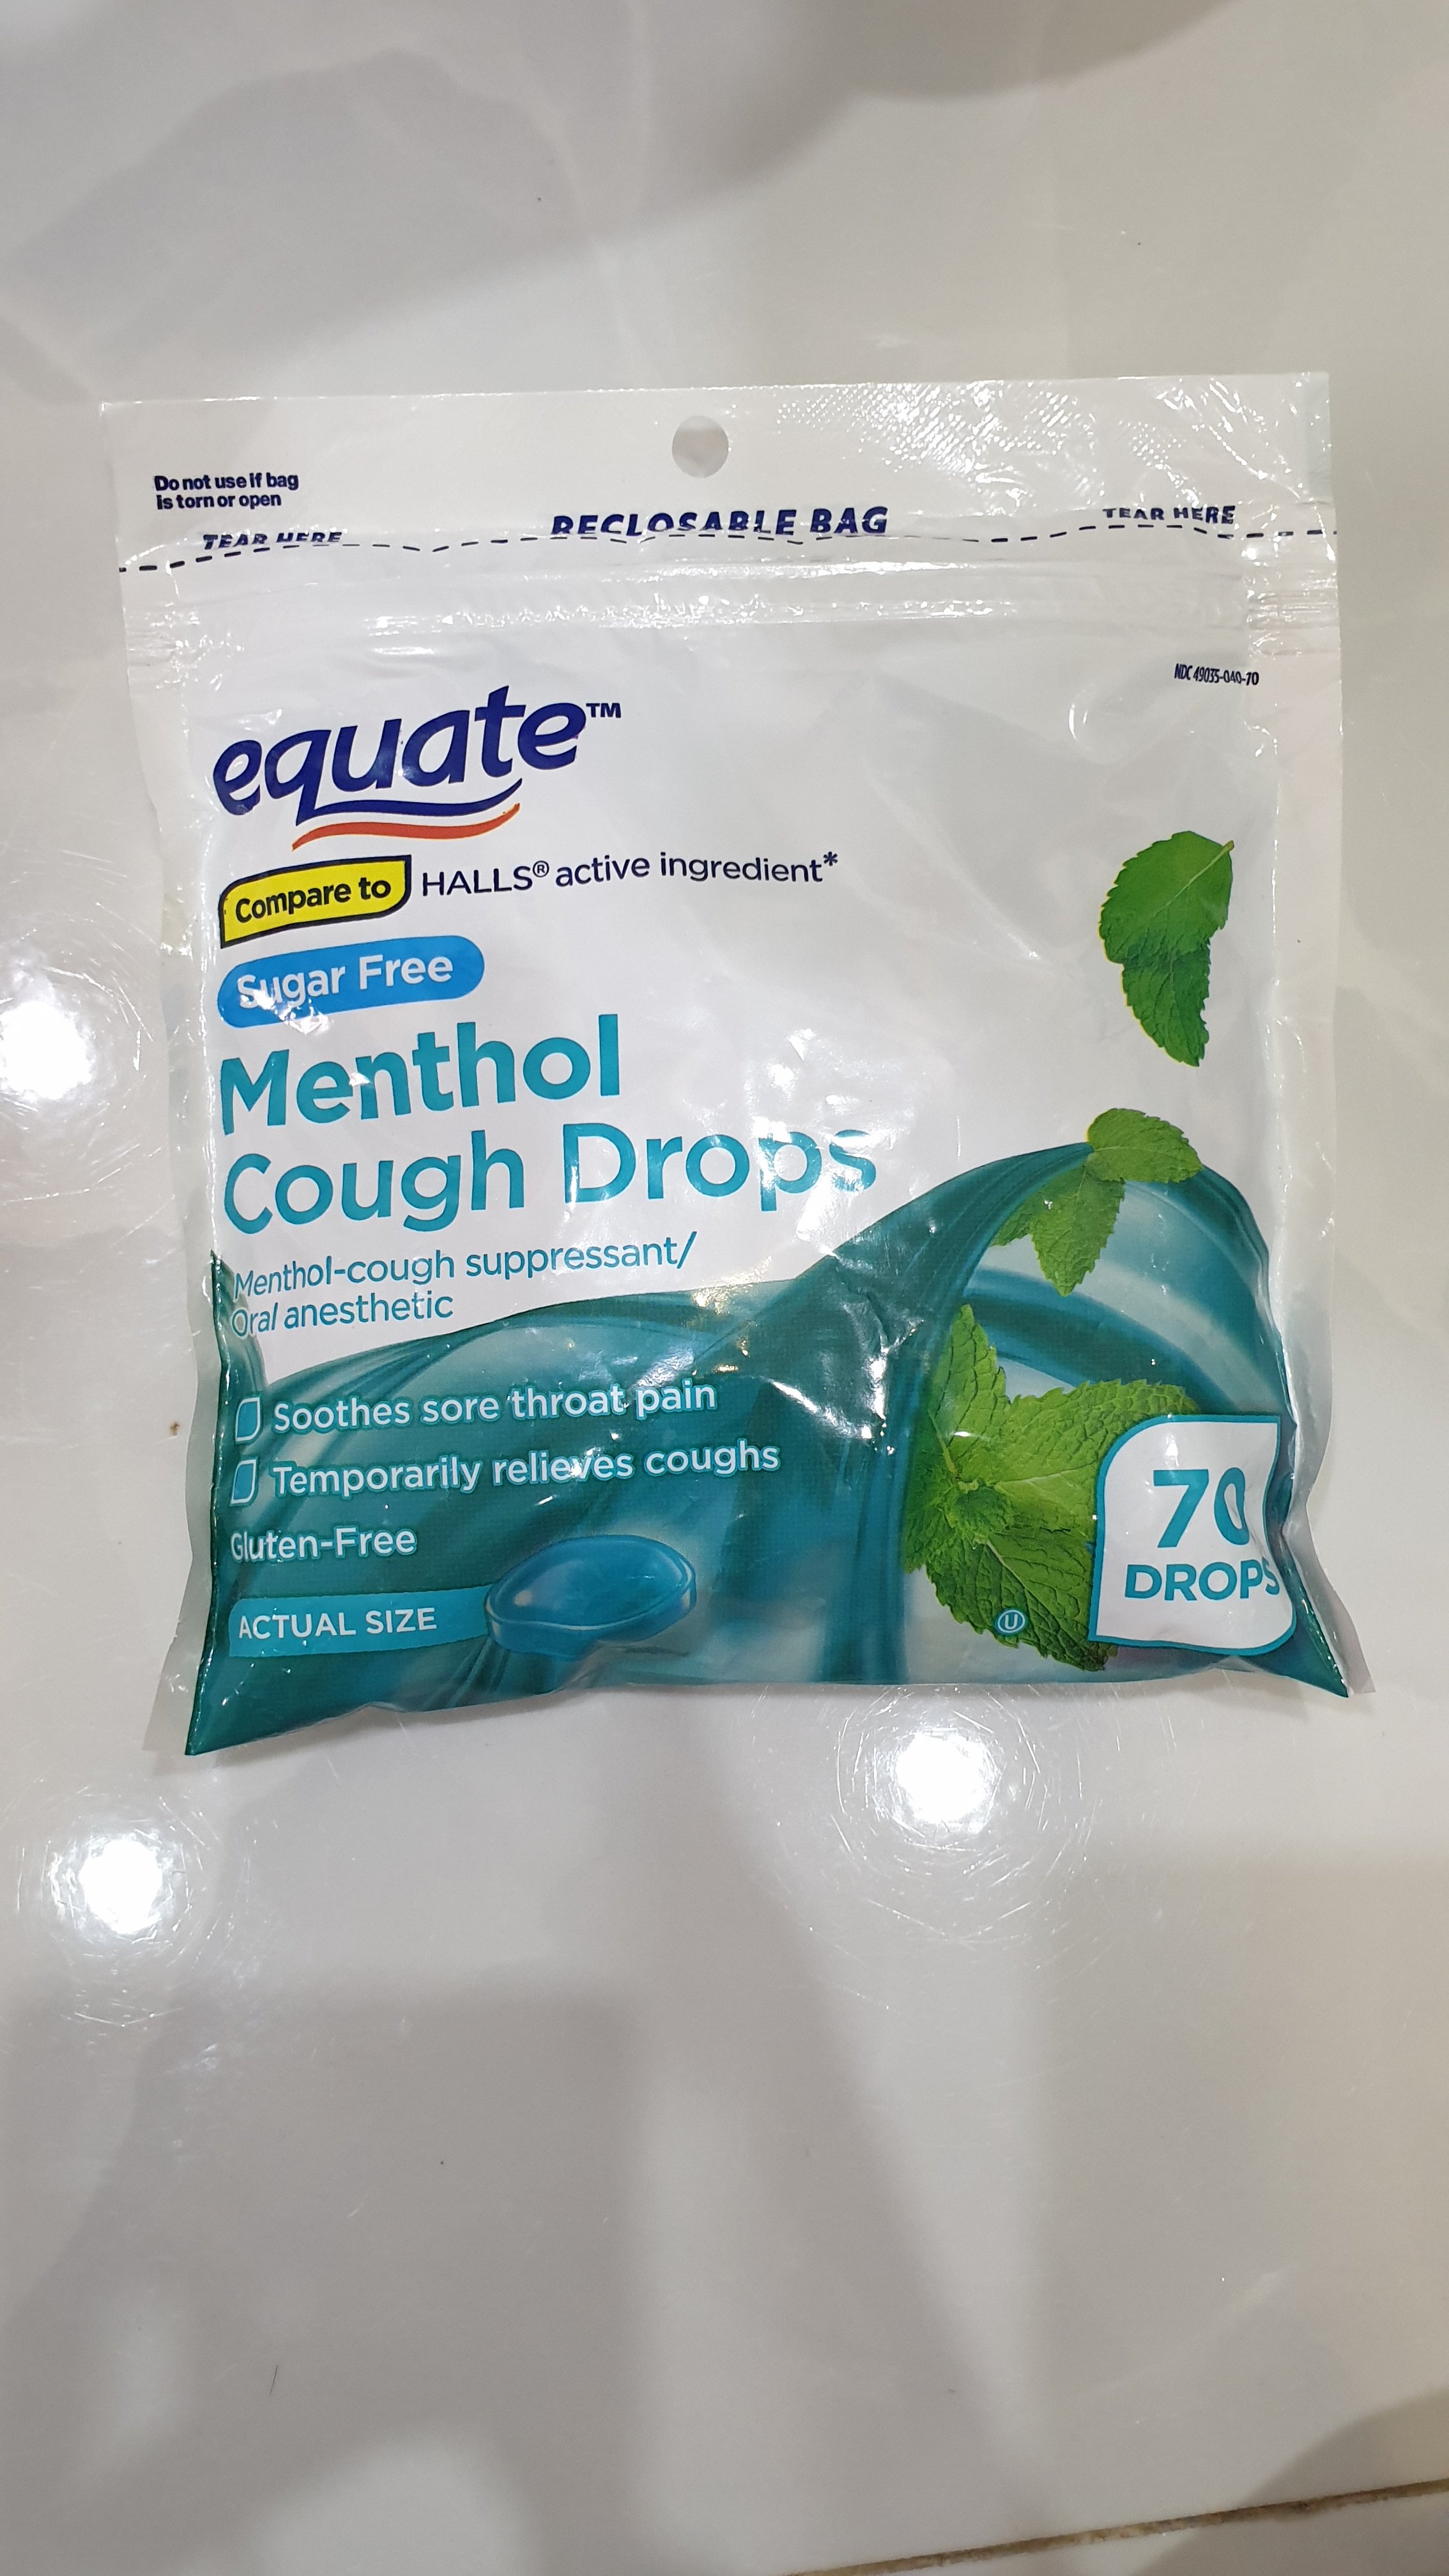 Do not use if bag
is torn or open
TEAR HERE
RECLOSABLE BAG
TEAR HERE
NDC 49035-040-70
equate™
Compare to HALLS® active ingredient*
Sugar Free
Menthol
Cough Drops
Menthol-cough suppressant/
Oral anesthetic
Soothes sore throat pain
Temporarily relieves coughs
Gluten-Free
ACTUAL SIZE
70
DROPS
U